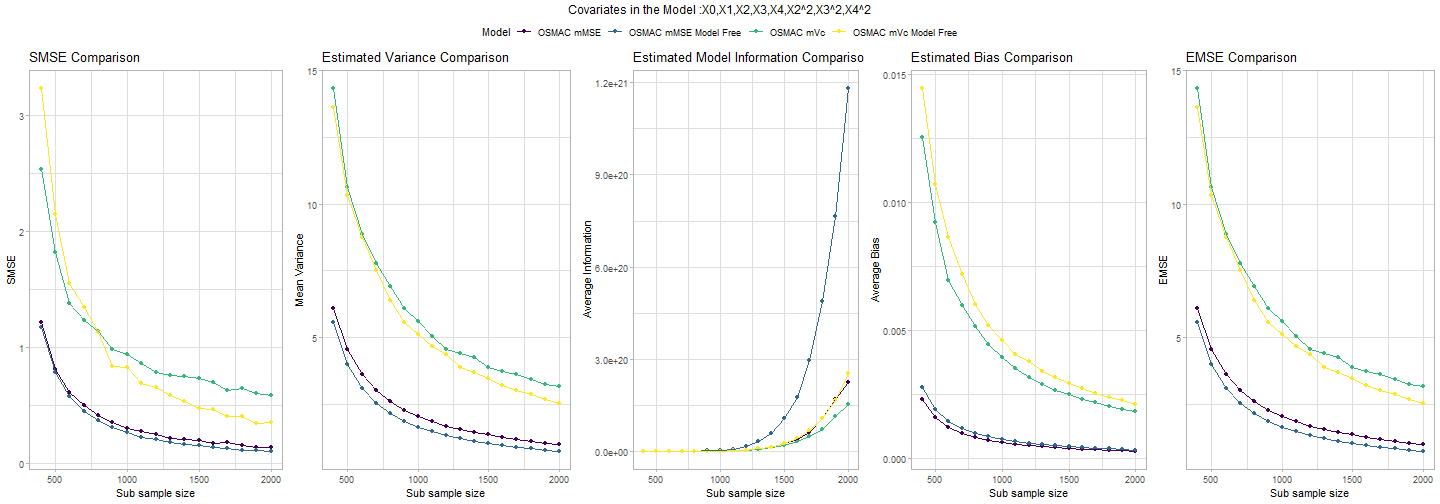 Covariates in the Model :X0,X1,X2,X3,X4,X2^2,X3^2,X4^2
Model OSMAC mMSE OSMAC mMSE Model Free OSMAC mVc OSMAC mVc Model Free
SMSE Comparison
SMSE
3
2
1
0
500 1000 1500 2000
Sub sample size
Estimated Variance Comparison
Mean Variance
15
10
5
500 1000 1500 2000
Sub sample size
Estimated Model Information Compariso
Average Information
1.2e+21
9.0e+20
6.0e+20
3.0e+20
0.0e+00
500 1000 1500 2000
Sub sample size
Estimated Bias Comparison
Average Bias
0.015
0.010
0.005
0.000
500 1000 1500 2000
Sub sample size
EMSE Comparison
EMSE
15
10
5
500 1000 1500 2000
Sub sample size